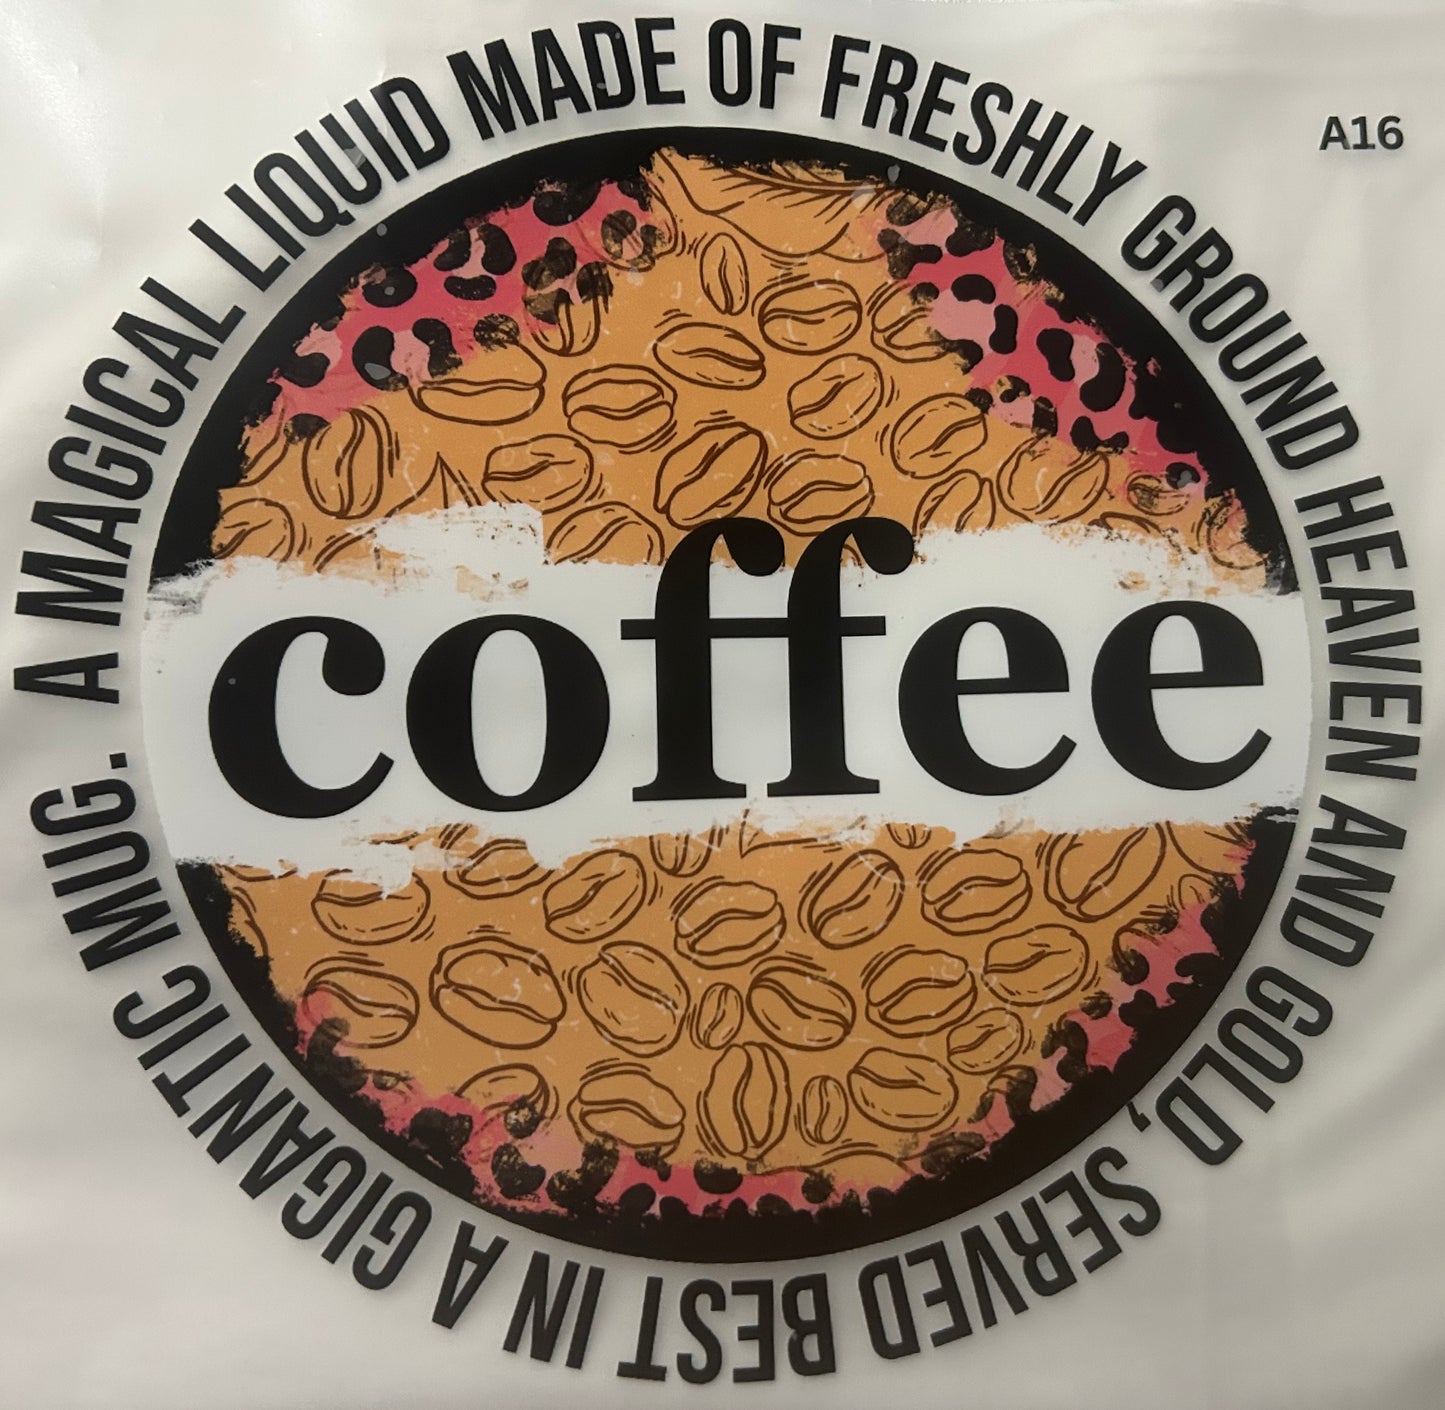 A MAGICAL LIQUID MADE OF FRESHLY GROUND HEAVEN AND GOLD, SERVED BEST IN A GIGANTIC MUG.
A16
coffee